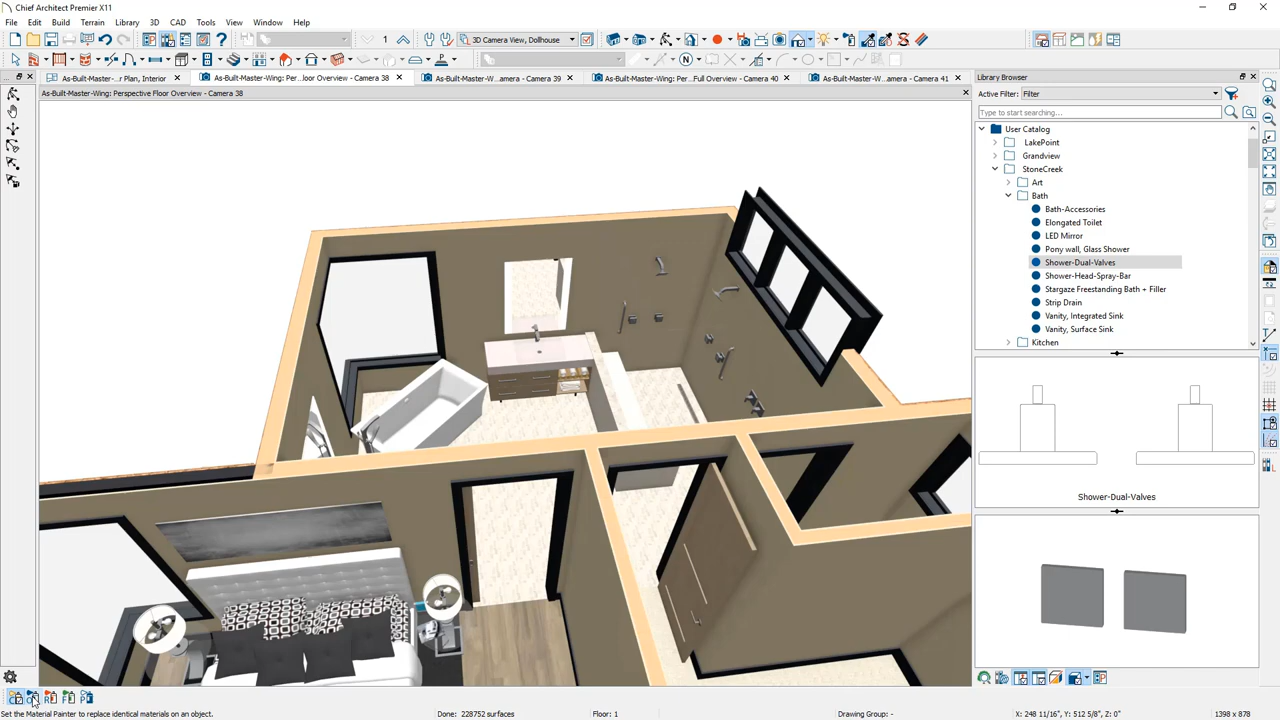 Chief Architect Premier X11
File Edit Build Terrain Library 3D CAD Tools View Window Help
3D Camera View, Dollhouse
As-Built-Master-...r Plan, Interior
As-Built-Master-Wing: Per...loor Overview - Camera 38
As-Built-Master-W...amera - Camera 39
As-Built-Master-Wing: Per...Full Overview - Camera 40
As-Built-Master-W...amera - Camera 41
As-Built-Master-Wing: Perspective Floor Overview - Camera 38
Library Browser
Active Filter: Filter
Type to start searching...
User Catalog
LakePoint
Grandview
StoneCreek
Art
Bath
Bath-Accessories
Elongated Toilet
LED Mirror
Pony wall, Glass Shower
Shower-Dual-Valves
Shower-Head-Spray-Bar
Stargaze Freestanding Bath + Filler
Strip Drain
Vanity, Integrated Sink
Vanity, Surface Sink
Kitchen
Shower-Dual-Valves
Set the Material Painter to replace identical materials on an object.
Done: 228752 surfaces
Floor: 1
Drawing Group: -
X: 248 11/16", Y: 512 5/8", Z: 0"
1398 x 878